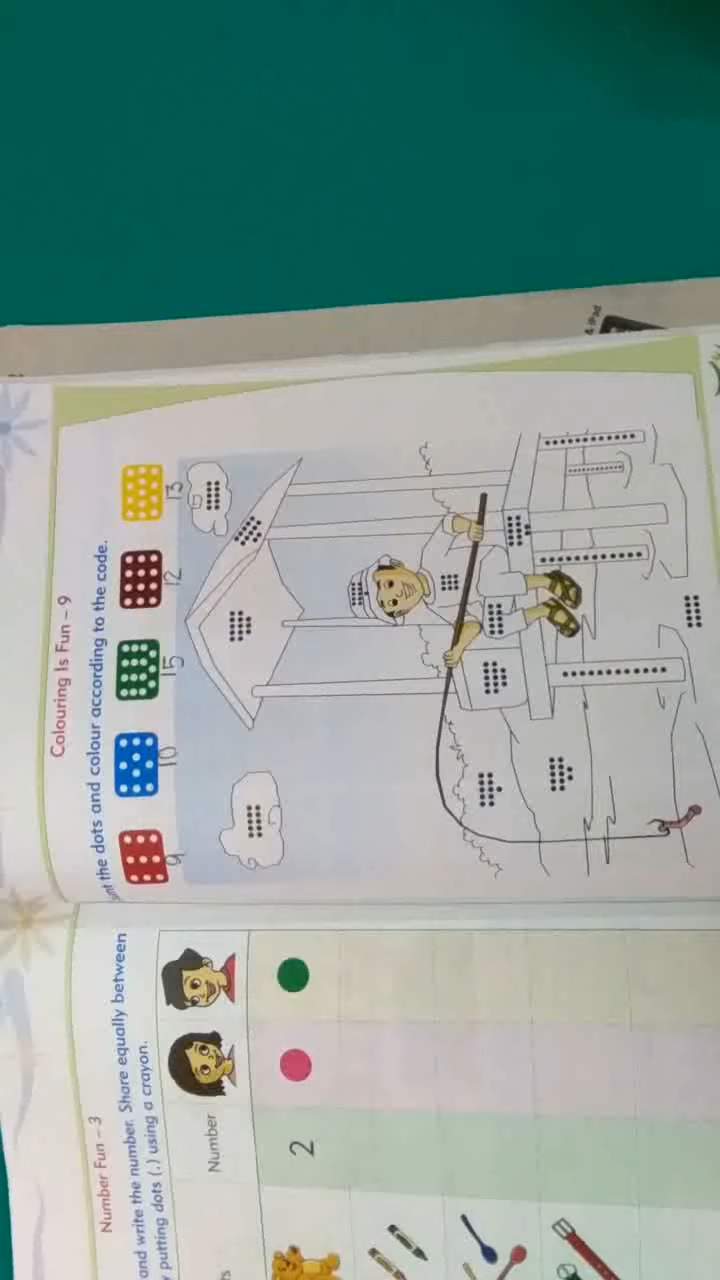 & iPad
Colouring Is Fun – 9
the dots and colour according to the code.
9 10 15 12 13
Number Fun – 3
and write the number. Share equally between
putting dots (.) using a crayon.
Number
2